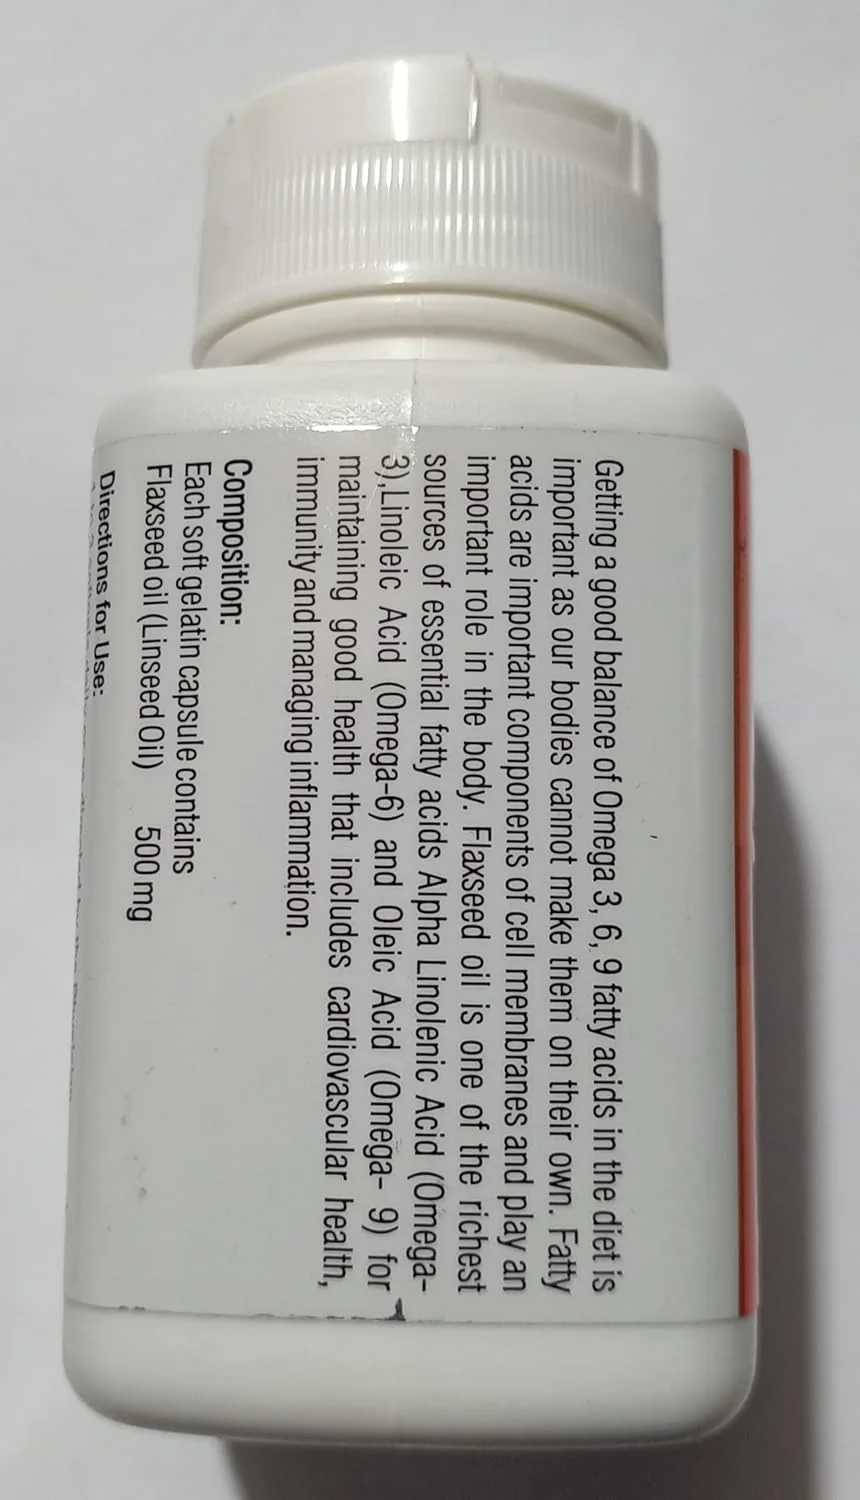 Getting a good balance of Omega 3, 6, 9 fatty acids in the diet is
important as our bodies cannot make them on their own. Fatty
acids are important components of cell membranes and play an
important role in the body. Flaxseed oil is one of the richest
sources of essential fatty acids Alpha Linolenic Acid (Omega-
3),Linoleic Acid (Omega-6) and Oleic Acid (Omega- 9) for
maintaining good health that includes cardiovascular health,
immunity and managing inflammation.
Composition:
Each soft gelatin capsule contains
Flaxseed oil (Linseed Oil) 500 mg
Directions for Use: